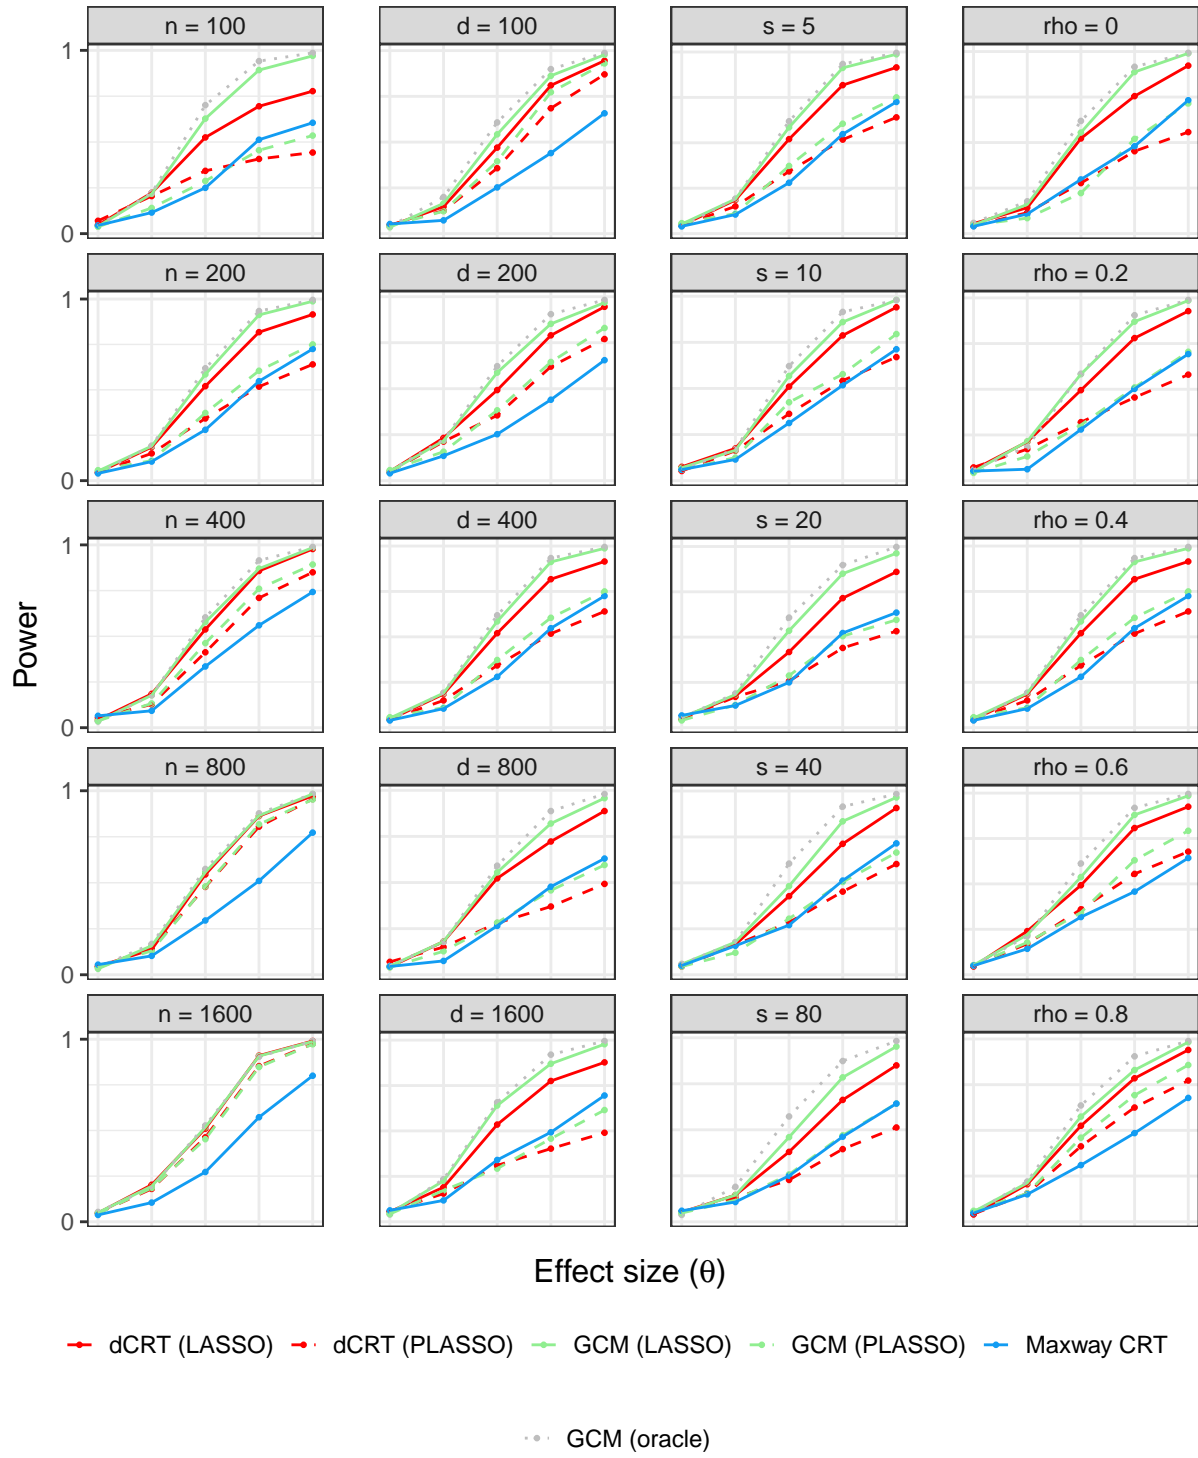 n = 100 d = 100 s = 5 rho = 0
1
0
n = 200 d = 200 s = 10 rho = 0.2
1
0
n = 400 d = 400 s = 20 rho = 0.4
1
0
n = 800 d = 800 s = 40 rho = 0.6
1
0
n = 1600 d = 1600 s = 80 rho = 0.8
1
0
Power
Effect size (θ)
dCRT (LASSO) dCRT (PLASSO) GCM (LASSO) GCM (PLASSO) Maxway CRT
GCM (oracle)